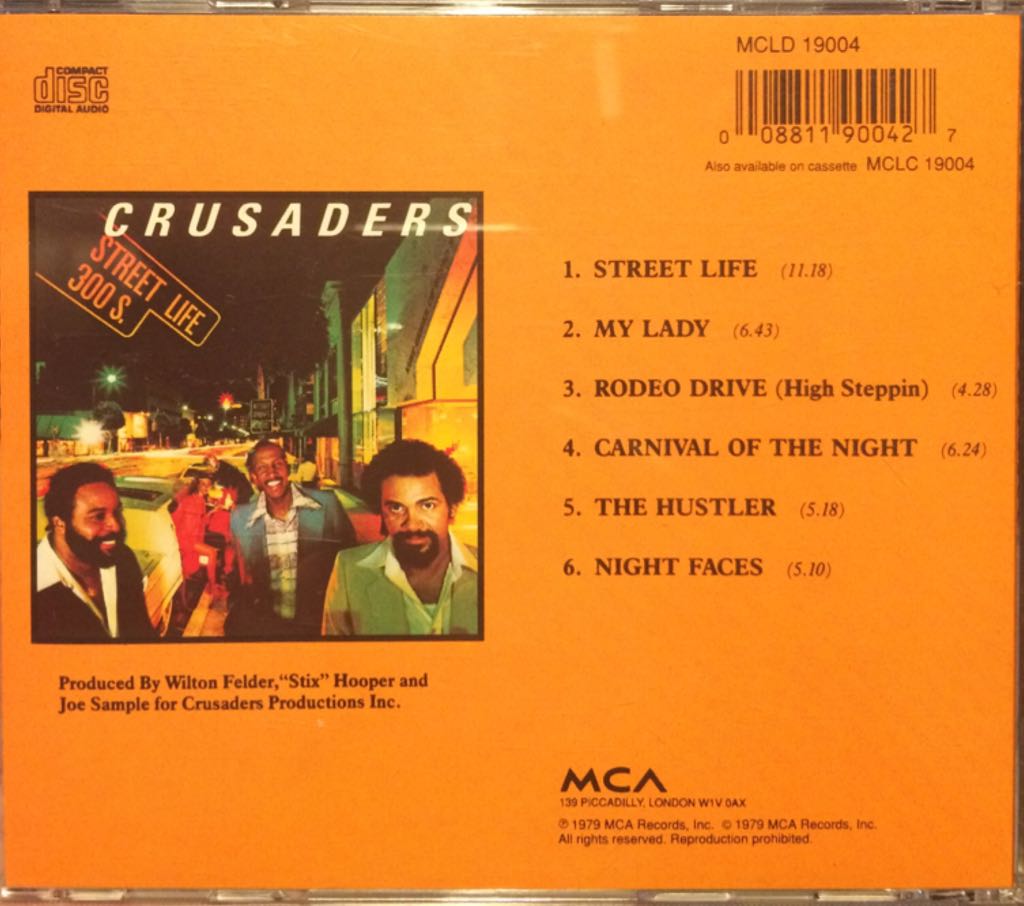 MCLD 19004
COMPACT
disc
DIGITAL AUDIO
0 08811 90042 7
Also available on cassette MCLC 19004
CRUSADERS
STREET LIFE
300 S.
1. STREET LIFE (11.18)
2. MY LADY (6.43)
3. RODEO DRIVE (High Steppin) (4.28)
4. CARNIVAL OF THE NIGHT (6.24)
5. THE HUSTLER (5.18)
6. NIGHT FACES (5.10)
Produced By Wilton Felder,“Stix” Hooper and
Joe Sample for Crusaders Productions Inc.
MCA
139 PICCADILLY, LONDON W1V 0AX
℗ 1979 MCA Records, Inc. © 1979 MCA Records, Inc.
All rights reserved. Reproduction prohibited.